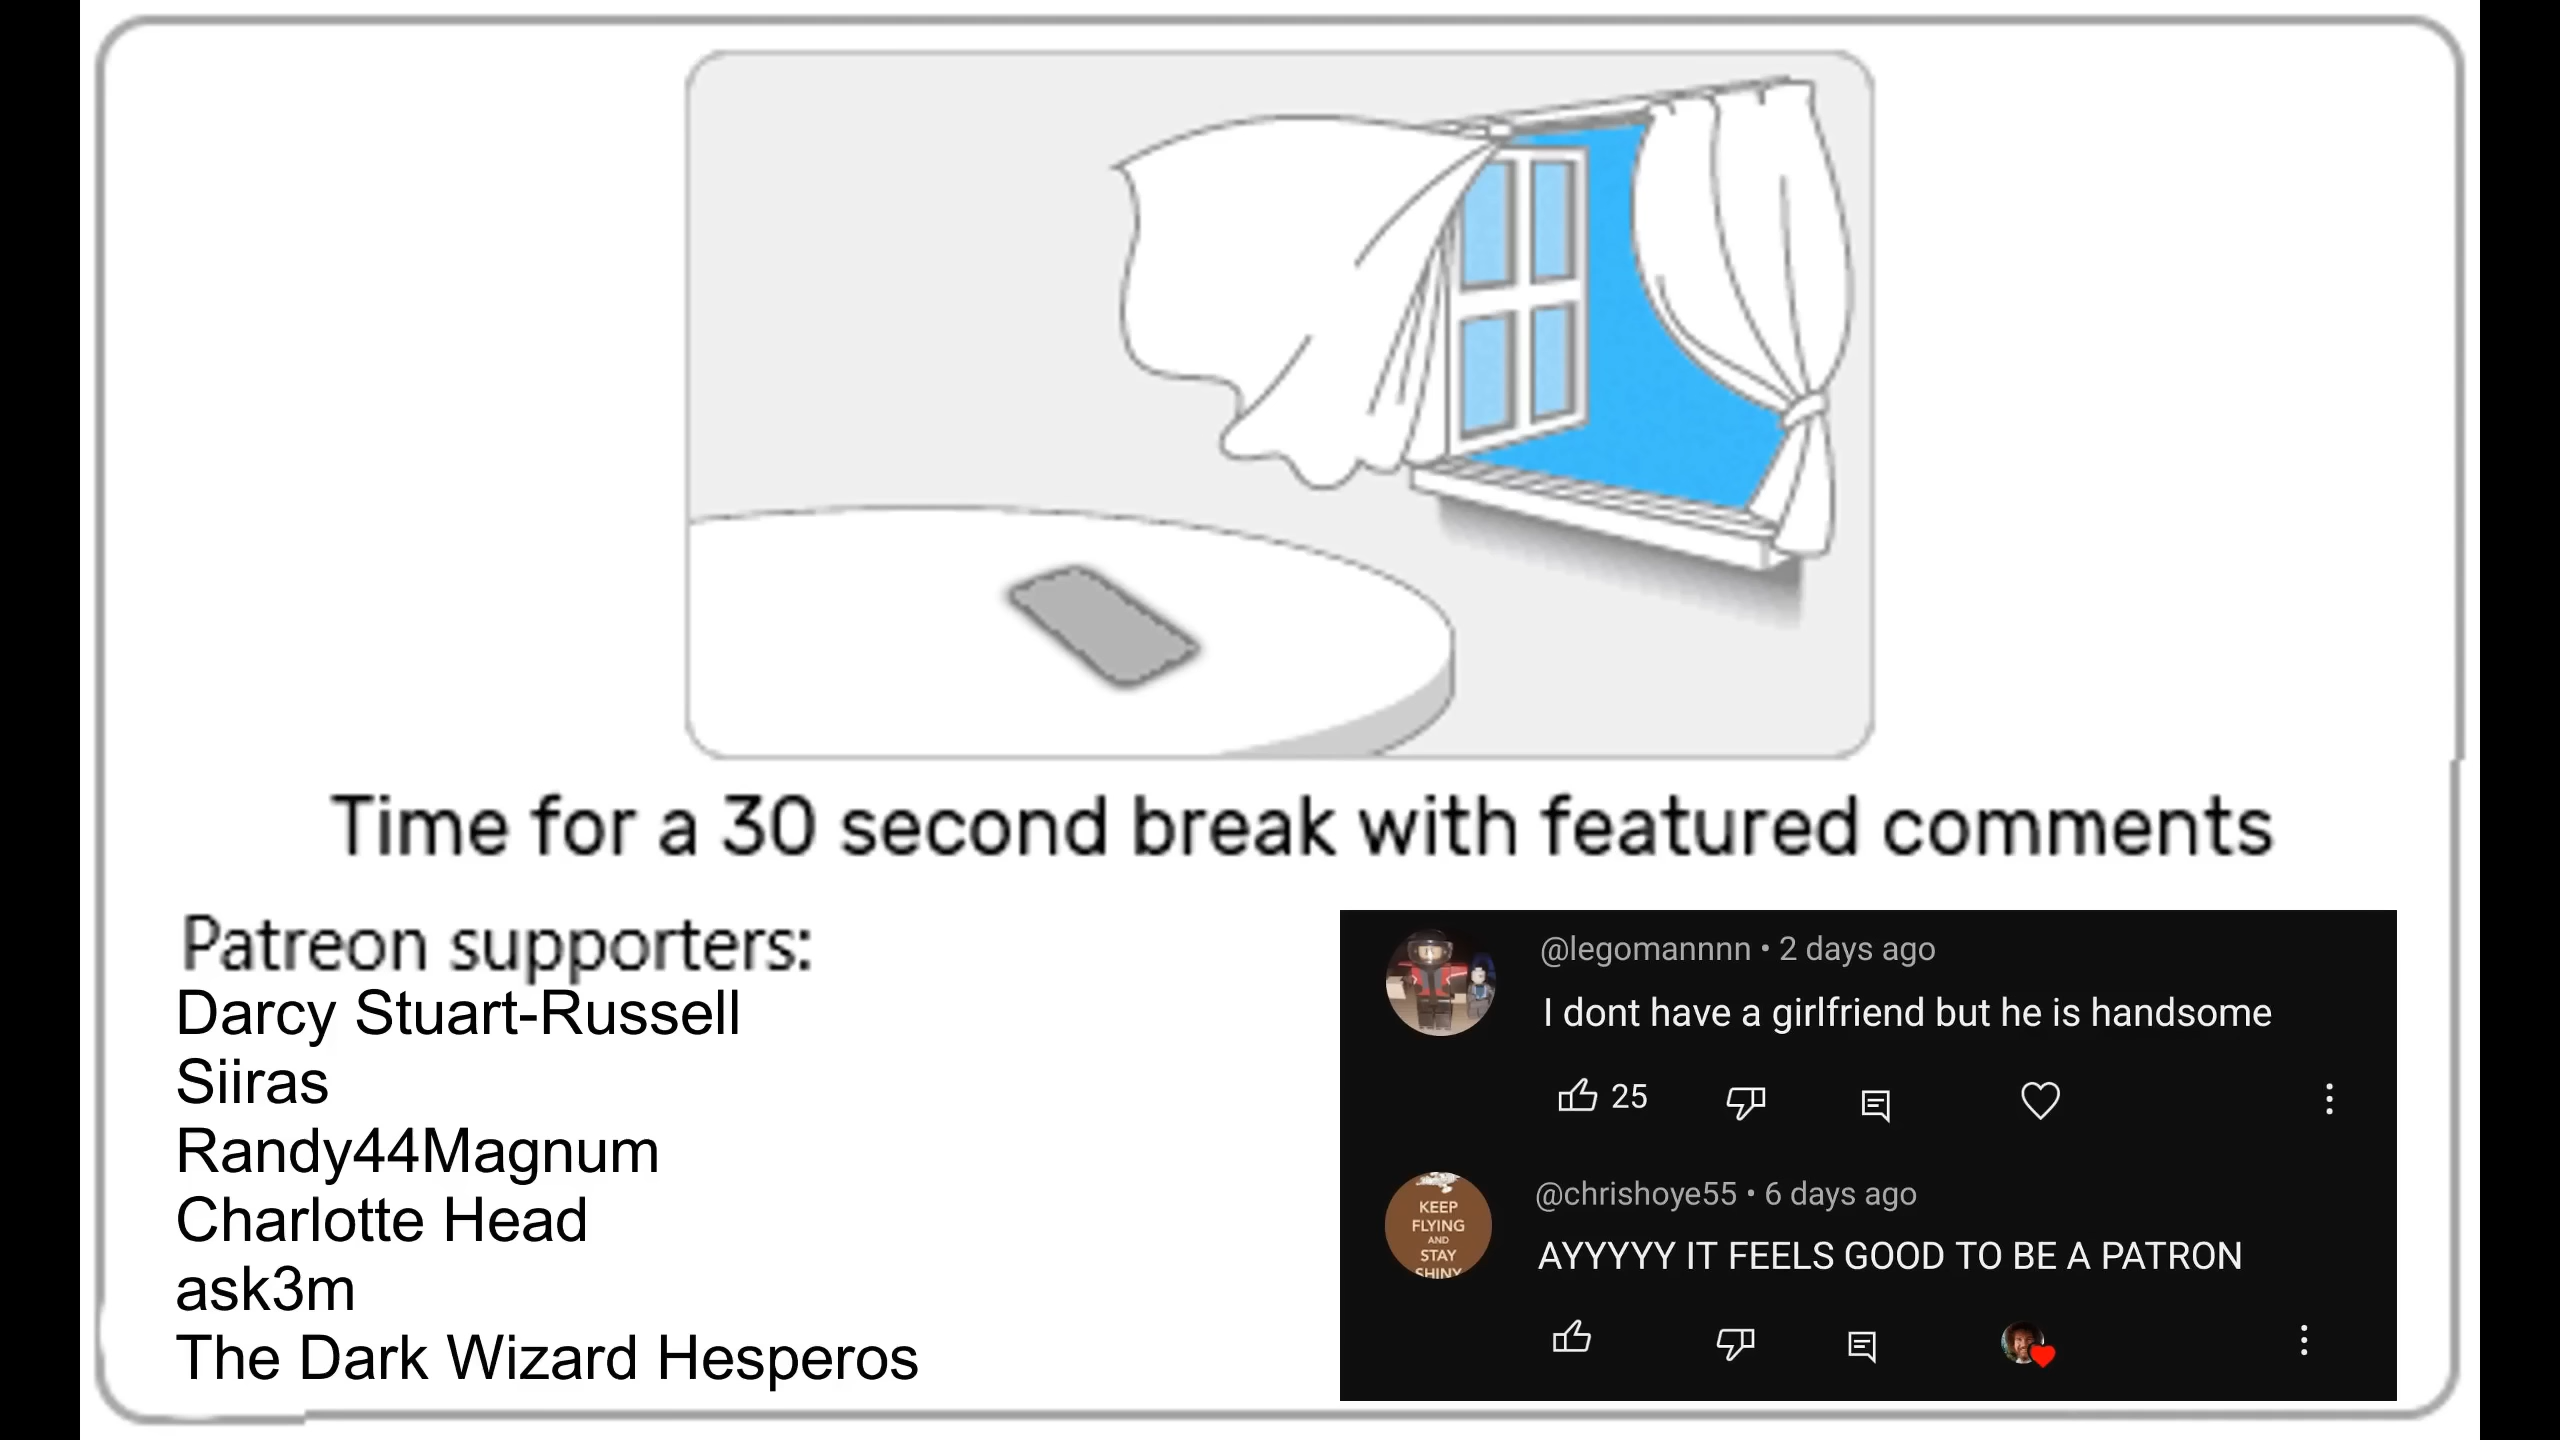 Time for a 30 second break with featured comments
Patreon supporters:
Darcy Stuart-Russell
Siiras
Randy44Magnum
Charlotte Head
ask3m
The Dark Wizard Hesperos
@legomannnn • 2 days ago
I dont have a girlfriend but he is handsome
25
@chrishoye55 • 6 days ago
KEEP
FLYING
AND
STAY
SHINY
AYYYYY IT FEELS GOOD TO BE A PATRON